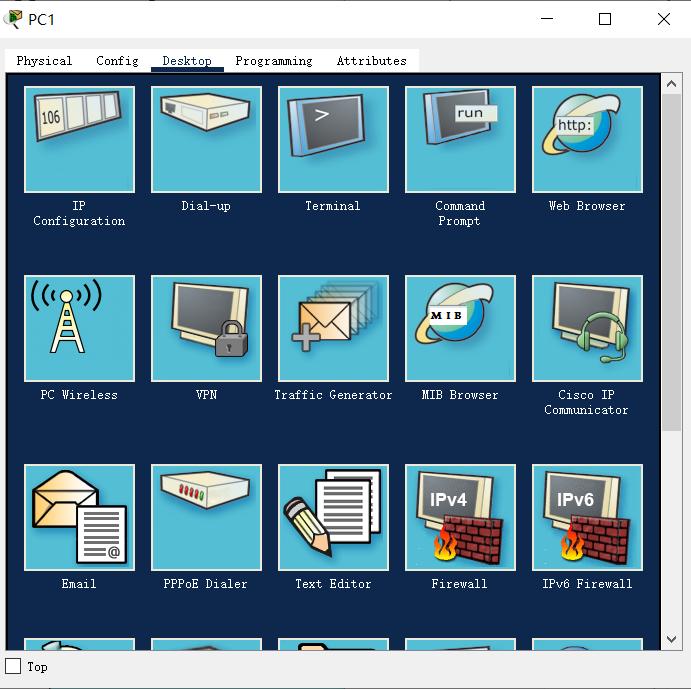 PC1
Physical Config Desktop Programming Attributes
106
>
run
http:
IP
Configuration
Dial-up
Terminal
Command
Prompt
Web Browser
MIB
PC Wireless
VPN
Traffic Generator
MIB Browser
Cisco IP
Communicator
@
IPv4
IPv6
Email
PPPoE Dialer
Text Editor
Firewall
IPv6 Firewall
Top